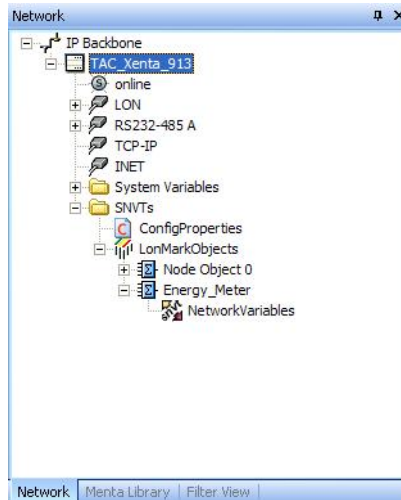 Network
IP Backbone
TAC_Xenta_913
online
LON
RS232-485 A
TCP-IP
INET
System Variables
SNVTs
ConfigProperties
LonMarkObjects
Node Object 0
Energy_Meter
NetworkVariables
Network Menta Library Filter View